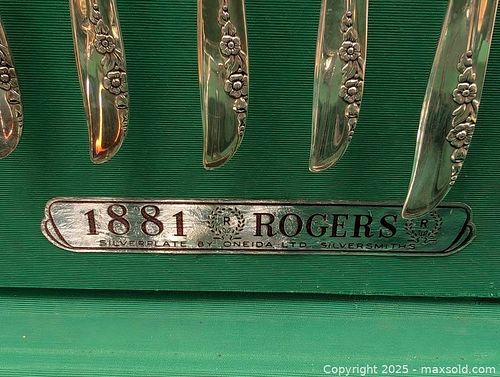 1881 R ROGERS R
SILVERPLATE BY ONEIDA LTD. SILVERSMITHS
Copyright © 2025 - maxsold.com